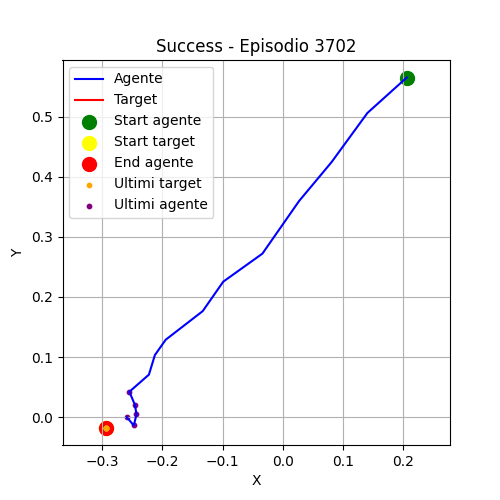 Success - Episodio 3702
Agente
Target
Start agente
Start target
End agente
Ultimi target
Ultimi agente
0.5
0.4
0.3
0.2
0.1
0.0
Y
−0.3 −0.2 −0.1 0.0 0.1 0.2
X